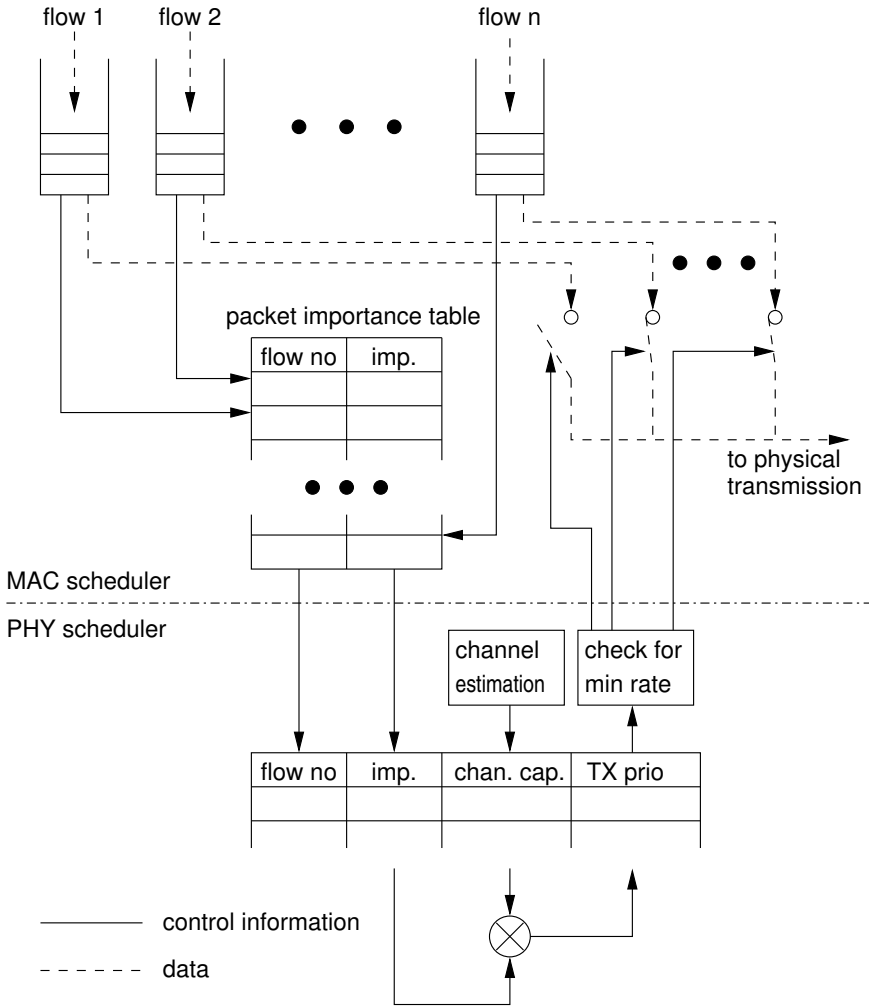 flow 1
flow 2
flow n
packet importance table
flow no
imp.
to physical
transmission
MAC scheduler
PHY scheduler
channel
estimation
check for
min rate
flow no
imp.
chan. cap.
TX prio
control information
data